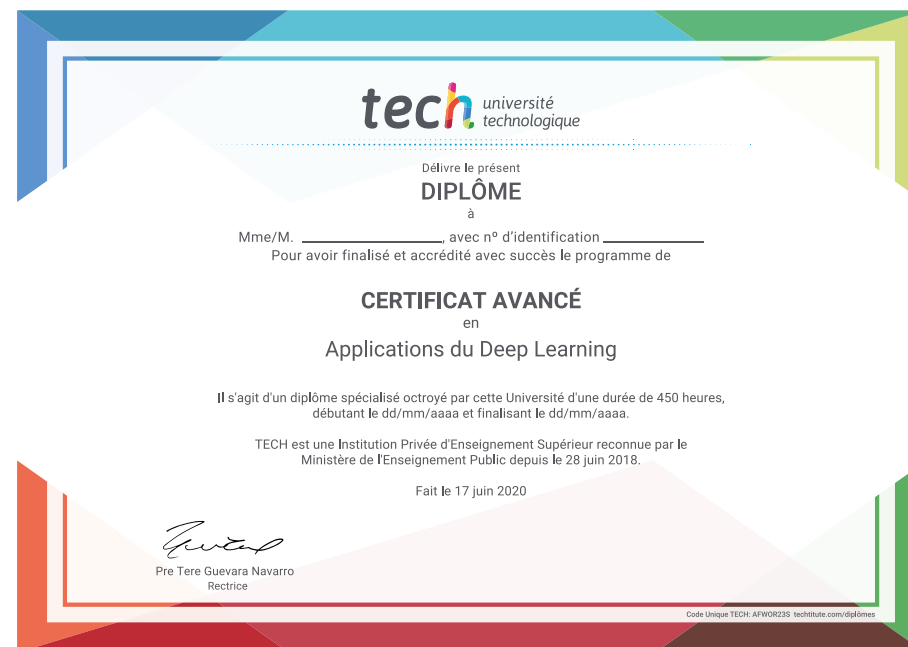 tech université
technologique
Délivre le présent
DIPLÔME
à
Mme/M. ____________________, avec nº d'identification ______________
Pour avoir finalisé et accrédité avec succès le programme de
CERTIFICAT AVANCÉ
en
Applications du Deep Learning
Il s'agit d'un diplôme spécialisé octroyé par cette Université d'une durée de 450 heures,
débutant le dd/mm/aaaa et finalisant le dd/mm/aaaa.
TECH est une Institution Privée d'Enseignement Supérieur reconnue par le
Ministère de l'Enseignement Public depuis le 28 juin 2018.
Fait le 17 juin 2020
Pre Tere Guevara Navarro
Rectrice
Code Unique TECH: AFWOR23S techtitute.com/diplômes